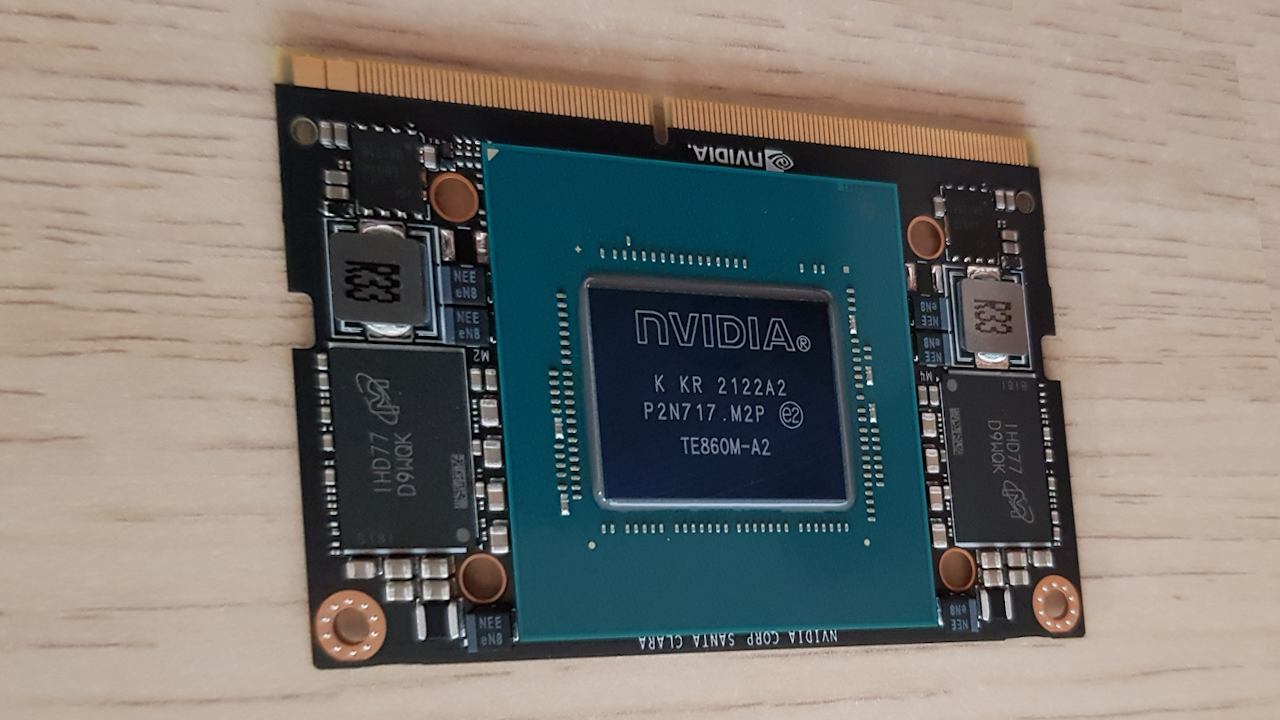 NVIDIA.
NVIDIA®
K KR 2122A2
P2N717.M2P e2
TE860M-A2
R33
R33
NEE
eN8
NEE
eN8
NEE
eN8
NEE
eN8
NEE
eN8
NEE
eN8
M2
M4
1HD77
D9WQK
1HD77
D9WQK
NVIDIA CORP SANTA CLARA